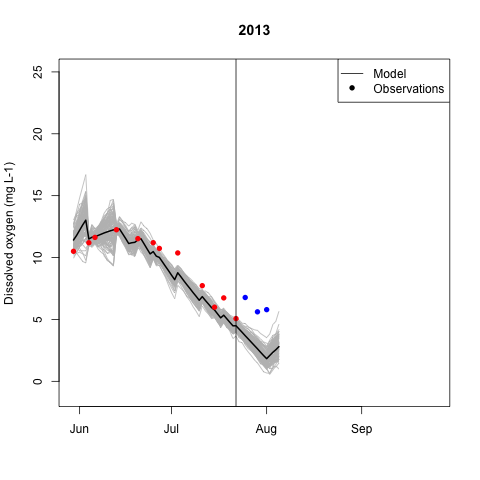 2013
Model
Observations
Dissolved oxygen (mg L-1)
25
20
15
10
5
0
Jun
Jul
Aug
Sep